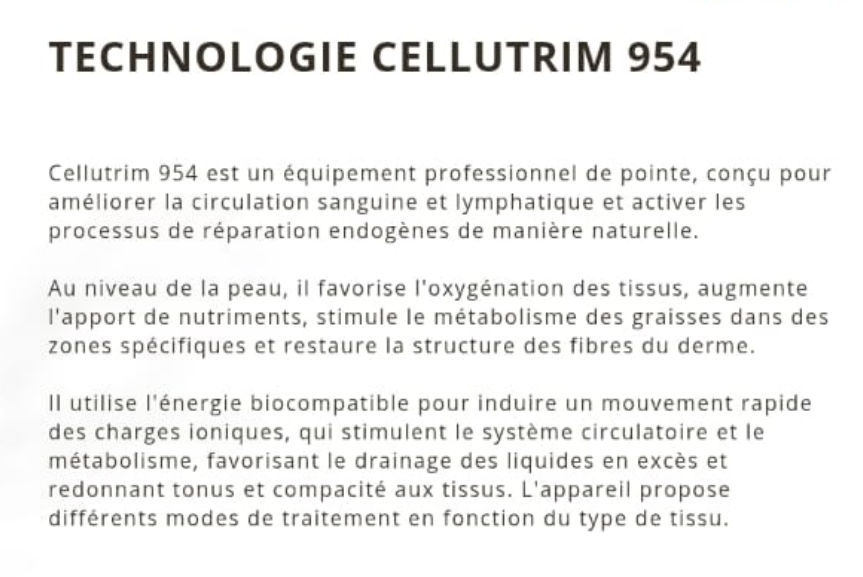 TECHNOLOGIE CELLUTRIM 954
Cellutrim 954 est un équipement professionnel de pointe, conçu pour
améliorer la circulation sanguine et lymphatique et activer les
processus de réparation endogènes de manière naturelle.
Au niveau de la peau, il favorise l'oxygénation des tissus, augmente
l'apport de nutriments, stimule le métabolisme des graisses dans des
zones spécifiques et restaure la structure des fibres du derme.
Il utilise l'énergie biocompatible pour induire un mouvement rapide
des charges ioniques, qui stimulent le système circulatoire et le
métabolisme, favorisant le drainage des liquides en excès et
redonnant tonus et compacité aux tissus. L'appareil propose
différents modes de traitement en fonction du type de tissu.